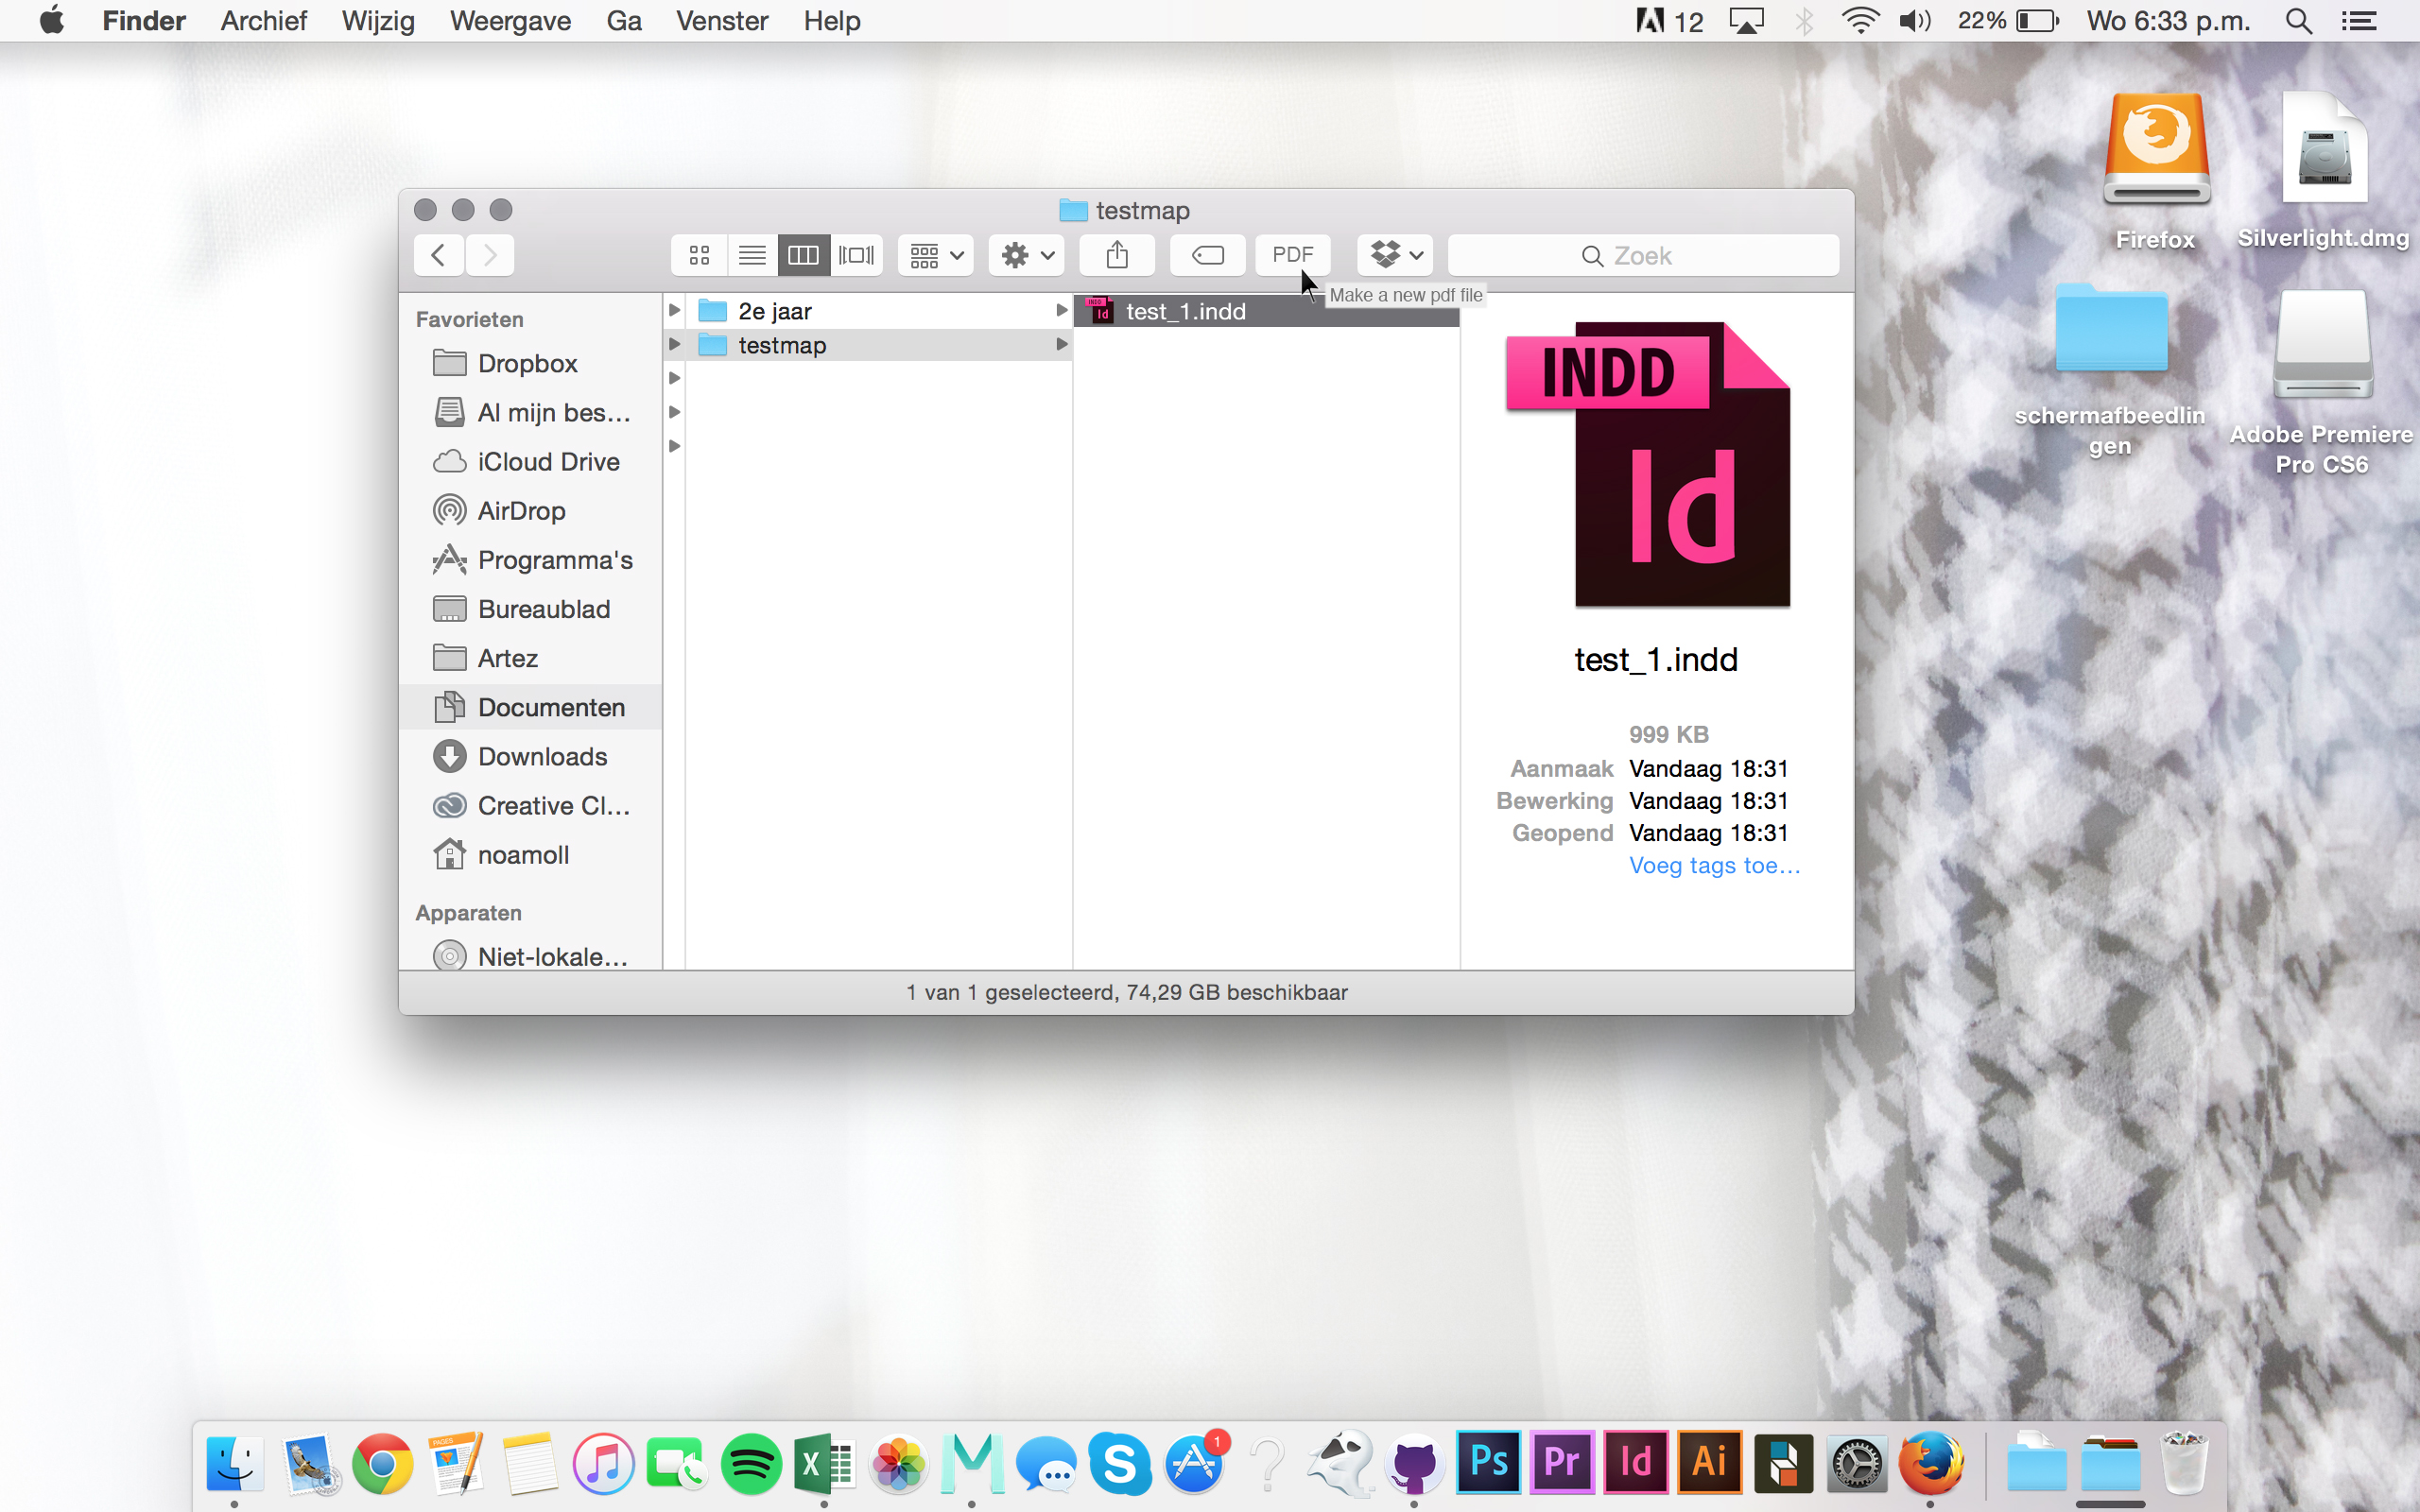 Finder Archief Wijzig Weergave Ga Venster Help 12 22% Wo 6:33 p.m.
testmap
PDF Zoek
Make a new pdf file
Favorieten
Dropbox
Al mijn bes...
iCloud Drive
AirDrop
Programma's
Bureaublad
Artez
Documenten
Downloads
Creative Cl...
noamoll
Apparaten
Niet-lokale...
2e jaar
testmap
test_1.indd
INDD
Id
test_1.indd
999 KB
Aanmaak Vandaag 18:31
Bewerking Vandaag 18:31
Geopend Vandaag 18:31
Voeg tags toe...
1 van 1 geselecteerd, 74,29 GB beschikbaar
Firefox
Silverlight.dmg
schermafbeedlin
gen
Adobe Premiere
Pro CS6
PAGES
X
S
1
?
Ps
Pr
Id
Ai